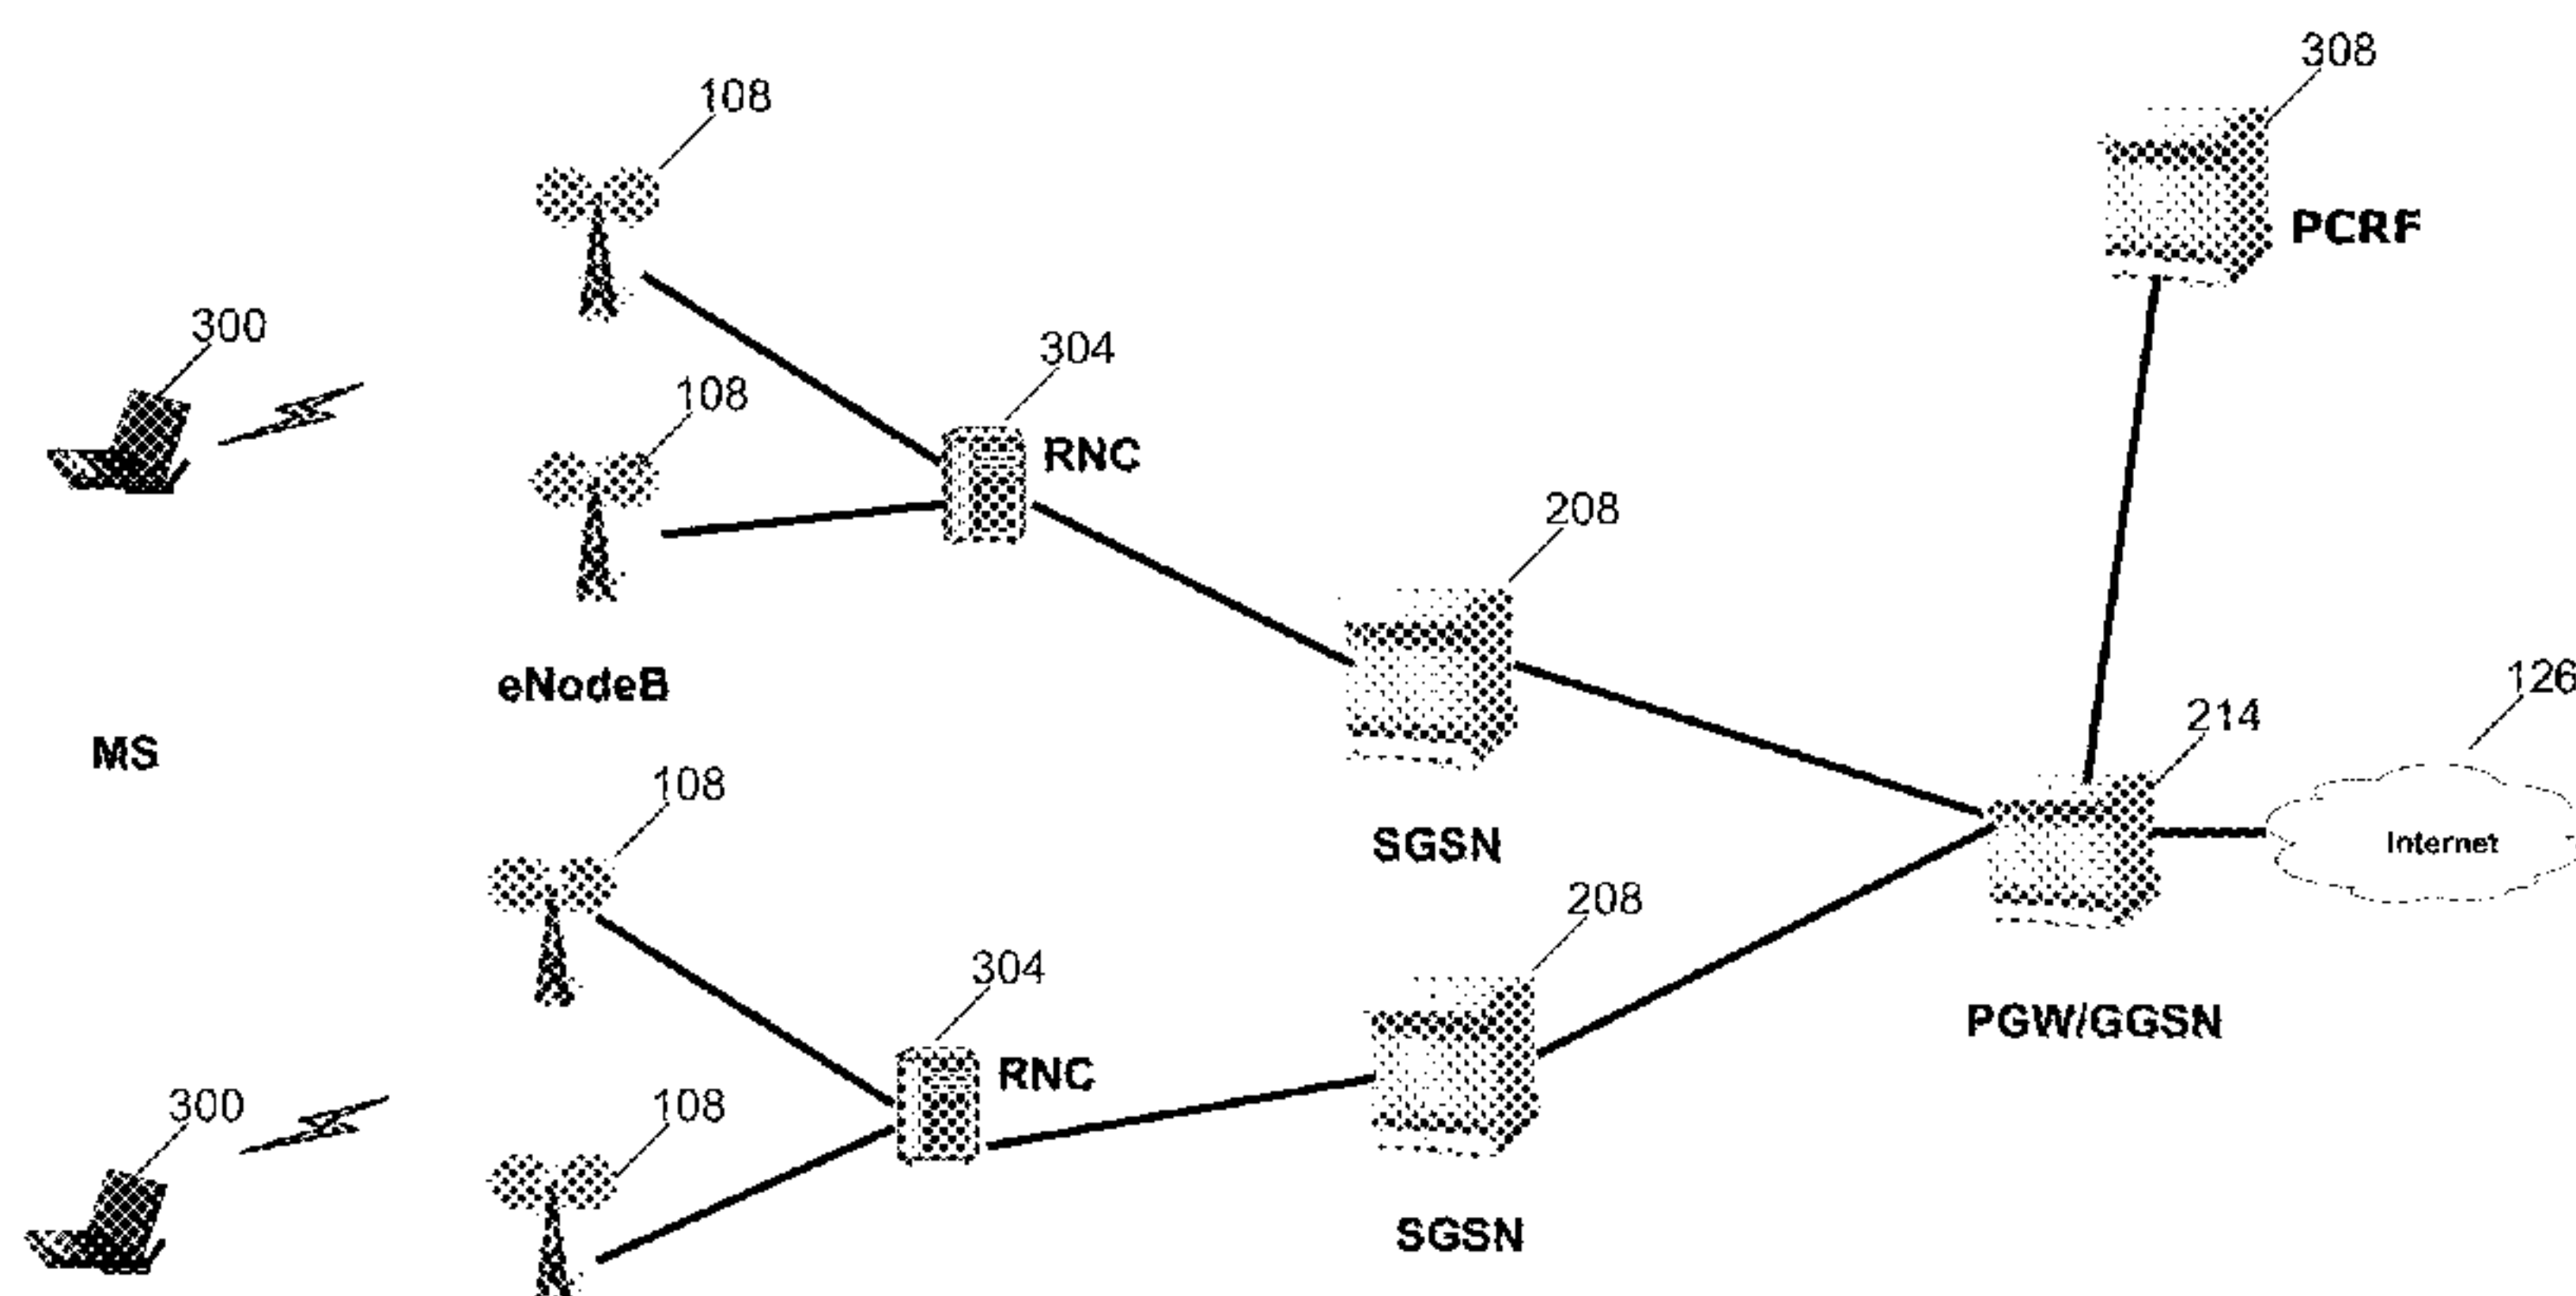 308
108
300
304
108
PCRF
RNC
208
eNodeB
126
214
MS
108
SGSN
Internet
208
304
PGW/GGSN
RNC
300
108
SGSN